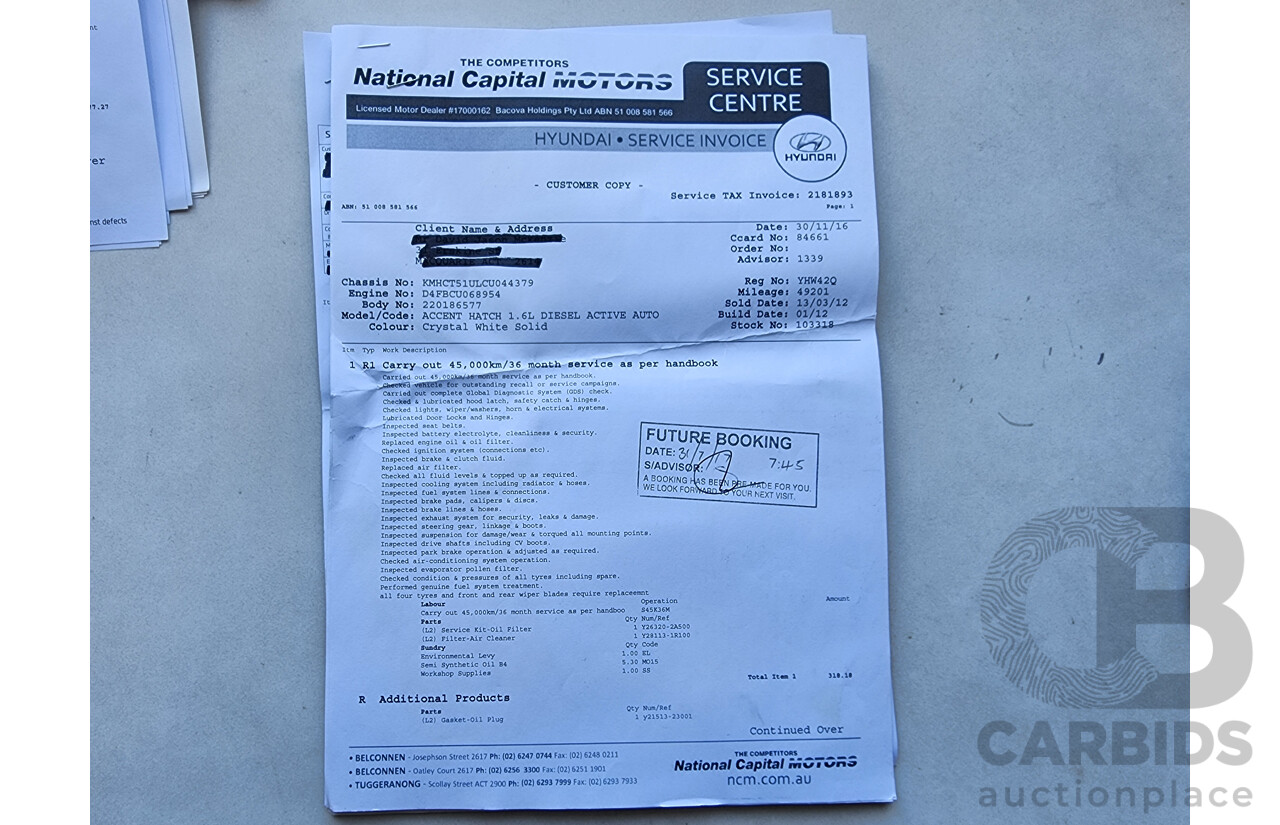 THE COMPETITORS
National Capital MOTORS
SERVICE CENTRE
Licensed Motor Dealer #17000162 Bacova Holdings Pty Ltd ABN 51 008 581 566
HYUNDAI • SERVICE INVOICE
HYUNDAI
- CUSTOMER COPY -
Service TAX Invoice: 2181893
ABN: 51 008 581 566
Page: 1
Client Name & Address
Date: 30/11/16
Ccard No: 84661
Order No:
Advisor: 1339
Chassis No: KMHCT51ULCU044379
Engine No: D4FBCU068954
Body No: 220186577
Model/Code: ACCENT HATCH 1.6L DIESEL ACTIVE AUTO
Colour: Crystal White Solid
Reg No: YHW42Q
Mileage: 49201
Sold Date: 13/03/12
Build Date: 01/12
Stock No: 103318
Itm Typ Work Description
1 R1 Carry out 45,000km/36 month service as per handbook
Carried out 45,000km/36 month service as per handbook.
Checked vehicle for outstanding recall or service campaigns.
Carried out complete Global Diagnostic System (GDS) check.
Checked & lubricated hood latch, safety catch & hinges.
Checked lights, wiper/washers, horn & electrical systems.
Lubricated Door Locks and Hinges.
Inspected seat belts.
Inspected battery electrolyte, cleanliness & security.
Replaced engine oil & oil filter.
Checked ignition system (connections etc).
Inspected brake & clutch fluid.
Replaced air filter.
Checked all fluid levels & topped up as required.
Inspected cooling system including radiator & hoses.
Inspected fuel system lines & connections.
Inspected brake pads, calipers & discs.
Inspected brake lines & hoses.
Inspected exhaust system for security, leaks & damage.
Inspected steering gear, linkage & boots.
Inspected suspension for damage/wear & torqued all mounting points.
Inspected drive shafts including CV boots.
Inspected park brake operation & adjusted as required.
Checked air-conditioning system operation.
Inspected evaporator pollen filter.
Checked condition & pressures of all tyres including spare.
Performed genuine fuel system treatment.
all four tyres and front and rear wiper blades require replaceemnt
FUTURE BOOKING
DATE: 31/7/17 7:45
S/ADVISOR:
A BOOKING HAS BEEN PRE-MADE FOR YOU.
WE LOOK FORWARD TO YOUR NEXT VISIT.
Labour Operation Amount
Carry out 45,000km/36 month service as per handboo S45K36M
Parts Qty Num/Ref
(L2) Service Kit-Oil Filter 1 Y26320-2A500
(L2) Filter-Air Cleaner 1 Y28113-1R100
Sundry Qty Code
Environmental Levy 1.00 EL
Semi Synthetic Oil B4 5.30 MO15
Workshop Supplies 1.00 SS
Total Item 1 310.10
R Additional Products
Parts Qty Num/Ref
(L2) Gasket-Oil Plug 1 y21513-23001
Continued Over
• BELCONNEN - Josephson Street 2617 Ph: (02) 6247 0744 Fax: (02) 6248 0211
• BELCONNEN - Oatley Court 2617 Ph: (02) 6256 3300 Fax: (02) 6251 1901
• TUGGERANONG - Scollay Street ACT 2900 Ph: (02) 6293 7999 Fax: (02) 6293 7933
THE COMPETITORS
National Capital MOTORS
ncm.com.au
CB
CARBIDS
auctionplace